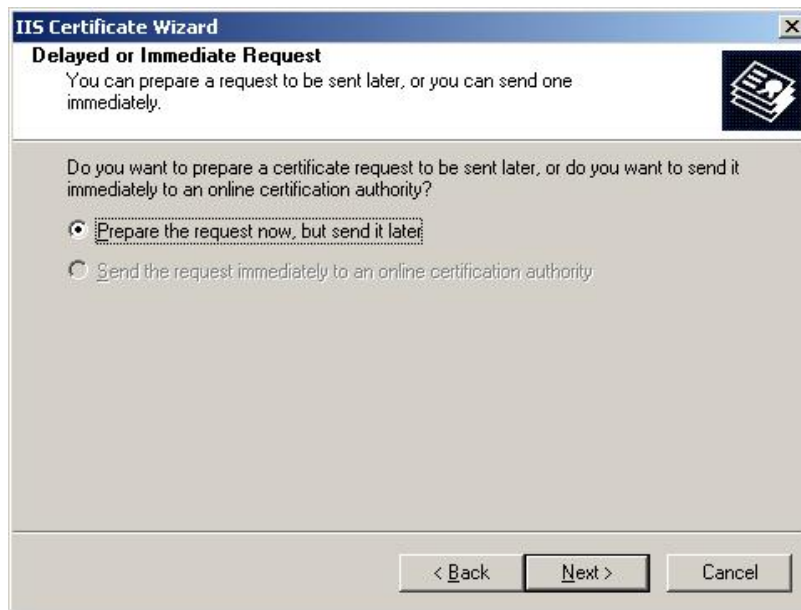 IIS Certificate Wizard
Delayed or Immediate Request
You can prepare a request to be sent later, or you can send one
immediately.
Do you want to prepare a certificate request to be sent later, or do you want to send it
immediately to an online certification authority?
Prepare the request now, but send it later
Send the request immediately to an online certification authority
< Back
Next >
Cancel